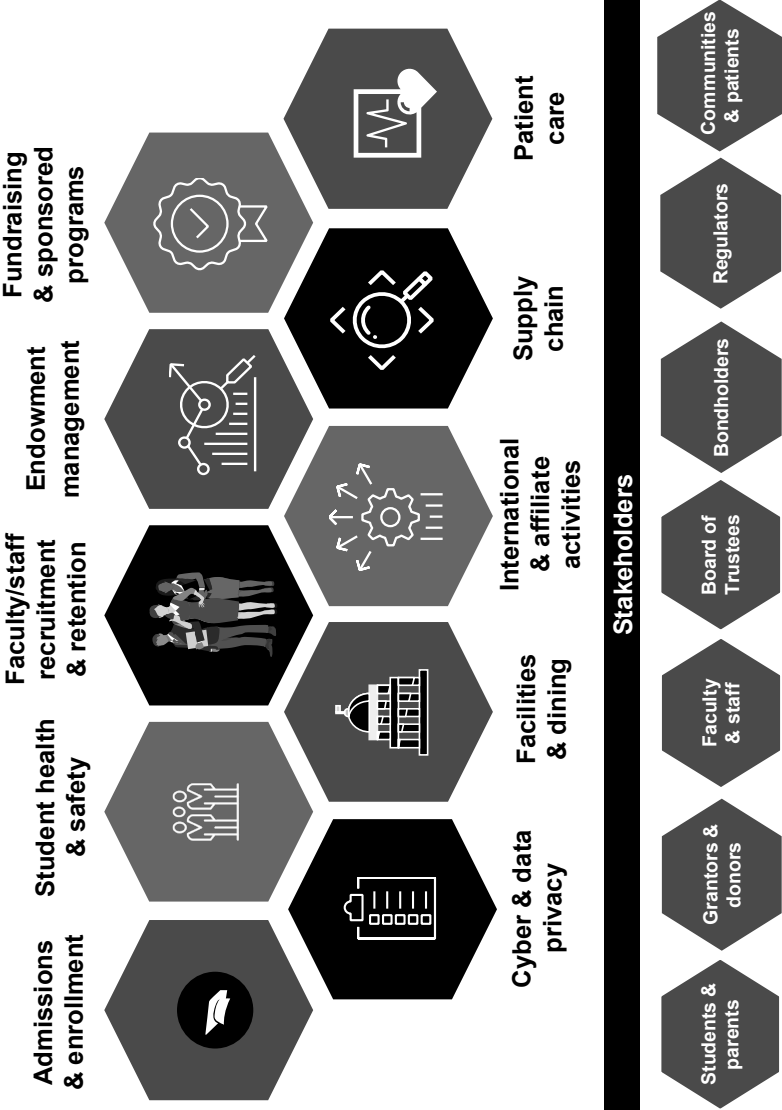 Admissions
& enrollment
Student health
& safety
Faculty/staff
recruitment
& retention
Endowment
management
Fundraising
& sponsored
programs
Cyber & data
privacy
Facilities
& dining
International
& affiliate
activities
Supply
chain
Patient
care
Stakeholders
Students &
parents
Grantors &
donors
Faculty
& staff
Board of
Trustees
Bondholders
Regulators
Communities
& patients